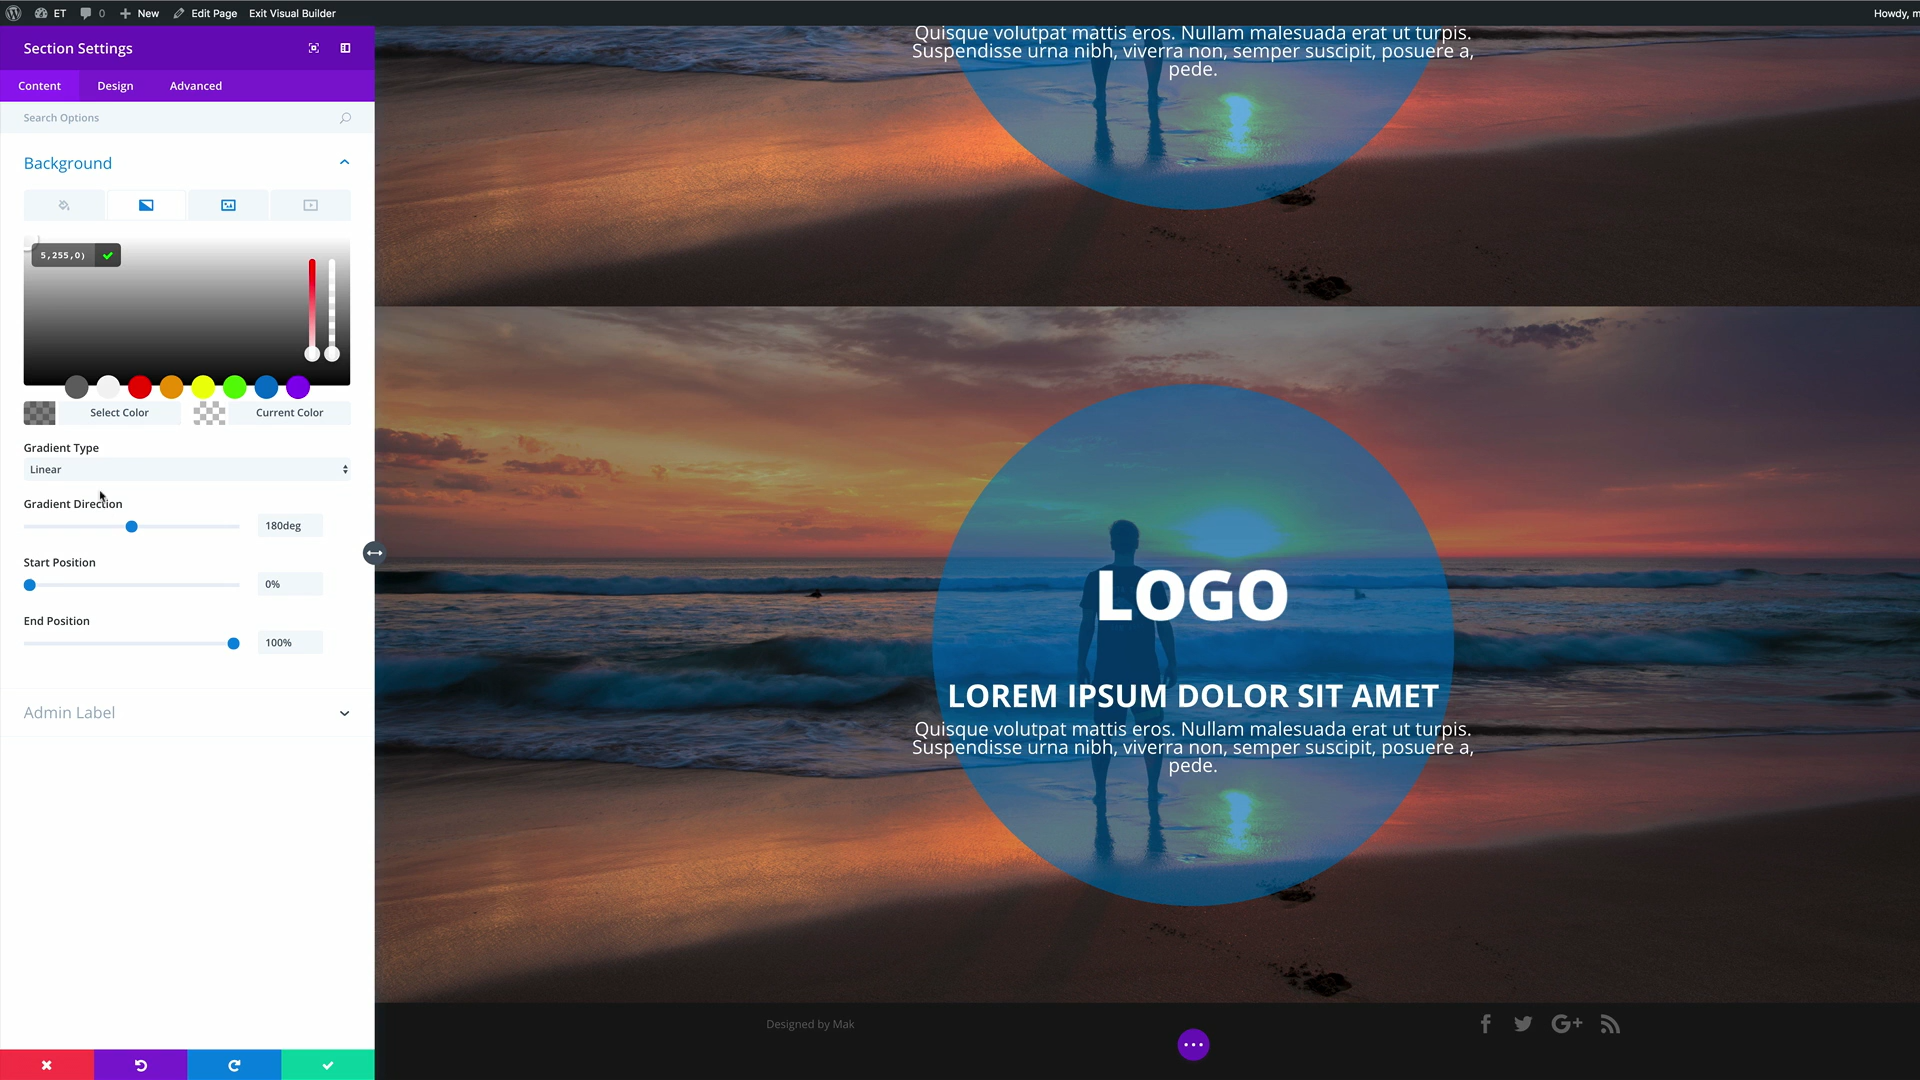 ET
0
New
Edit Page
Exit Visual Builder
Howdy, m
Section Settings
Content
Design
Advanced
Search Options
Background
5,255,0)
Select Color
Current Color
Gradient Type
Linear
Gradient Direction
180deg
Start Position
0%
End Position
100%
Admin Label
Quisque volutpat mattis eros. Nullam malesuada erat ut turpis.
Suspendisse urna nibh, viverra non, semper suscipit, posuere a,
pede.
LOGO
LOREM IPSUM DOLOR SIT AMET
Quisque volutpat mattis eros. Nullam malesuada erat ut turpis.
Suspendisse urna nibh, viverra non, semper suscipit, posuere a,
pede.
Designed by Mak